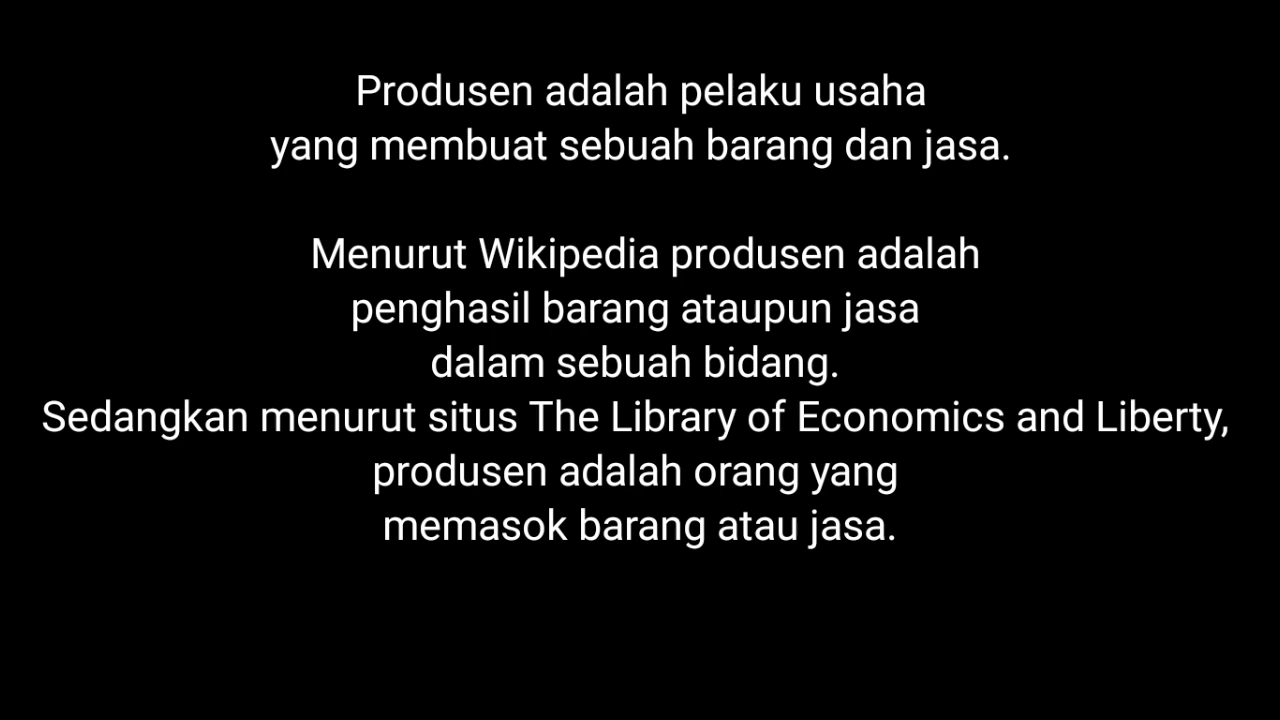 Produsen adalah pelaku usaha
yang membuat sebuah barang dan jasa.
Menurut Wikipedia produsen adalah
penghasil barang ataupun jasa
dalam sebuah bidang.
Sedangkan menurut situs The Library of Economics and Liberty,
produsen adalah orang yang
memasok barang atau jasa.